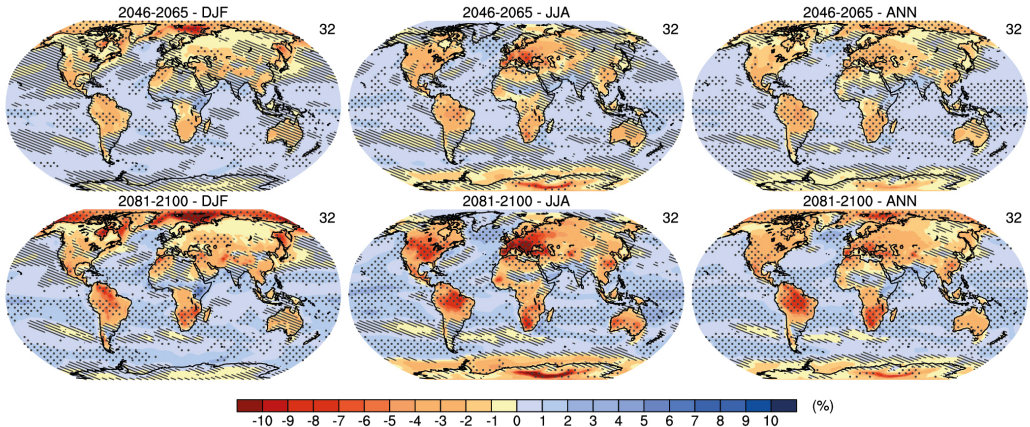 2046-2065 - DJF
32
2046-2065 - JJA
32
2046-2065 - ANN
32
2081-2100 - DJF
32
2081-2100 - JJA
32
2081-2100 - ANN
32
-10 -9 -8 -7 -6 -5 -4 -3 -2 -1 0 1 2 3 4 5 6 7 8 9 10 (%)